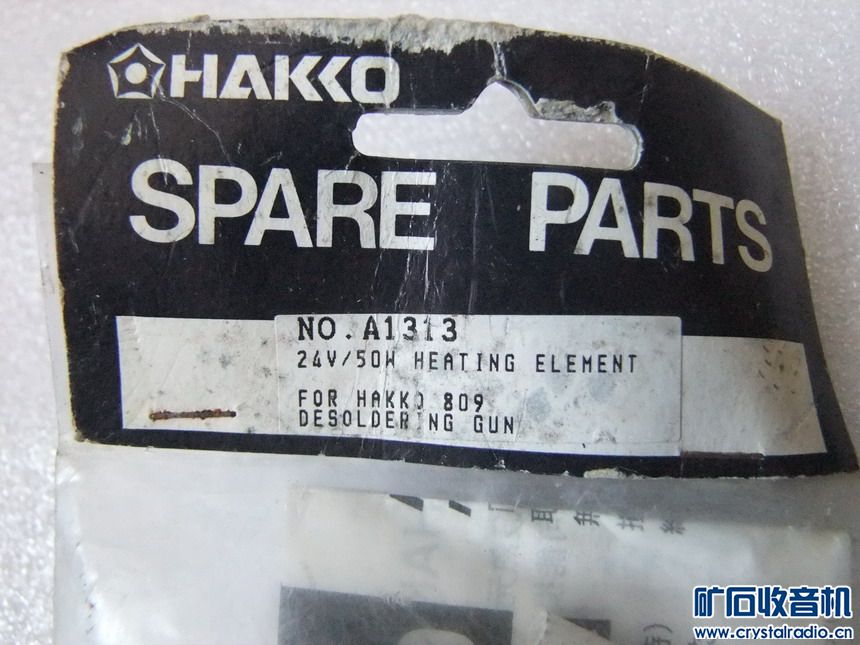 HAKKO
SPARE PARTS
NO. A1313
24V/50W HEATING ELEMENT
FOR HAKKO 809
DESOLDERING GUN
矿石收音机
www.crystalradio.cn